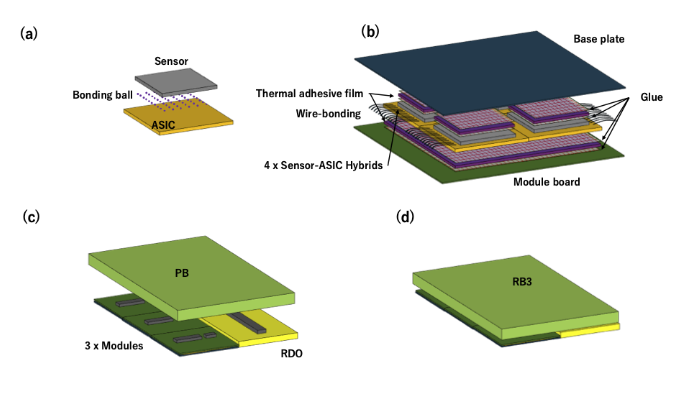 (a)
Sensor
Bonding ball
ASIC
(b)
Base plate
Thermal adhesive film
Glue
Wire-bonding
4 x Sensor-ASIC Hybrids
Module board
(c)
PB
3 x Modules
RDO
(d)
RB3